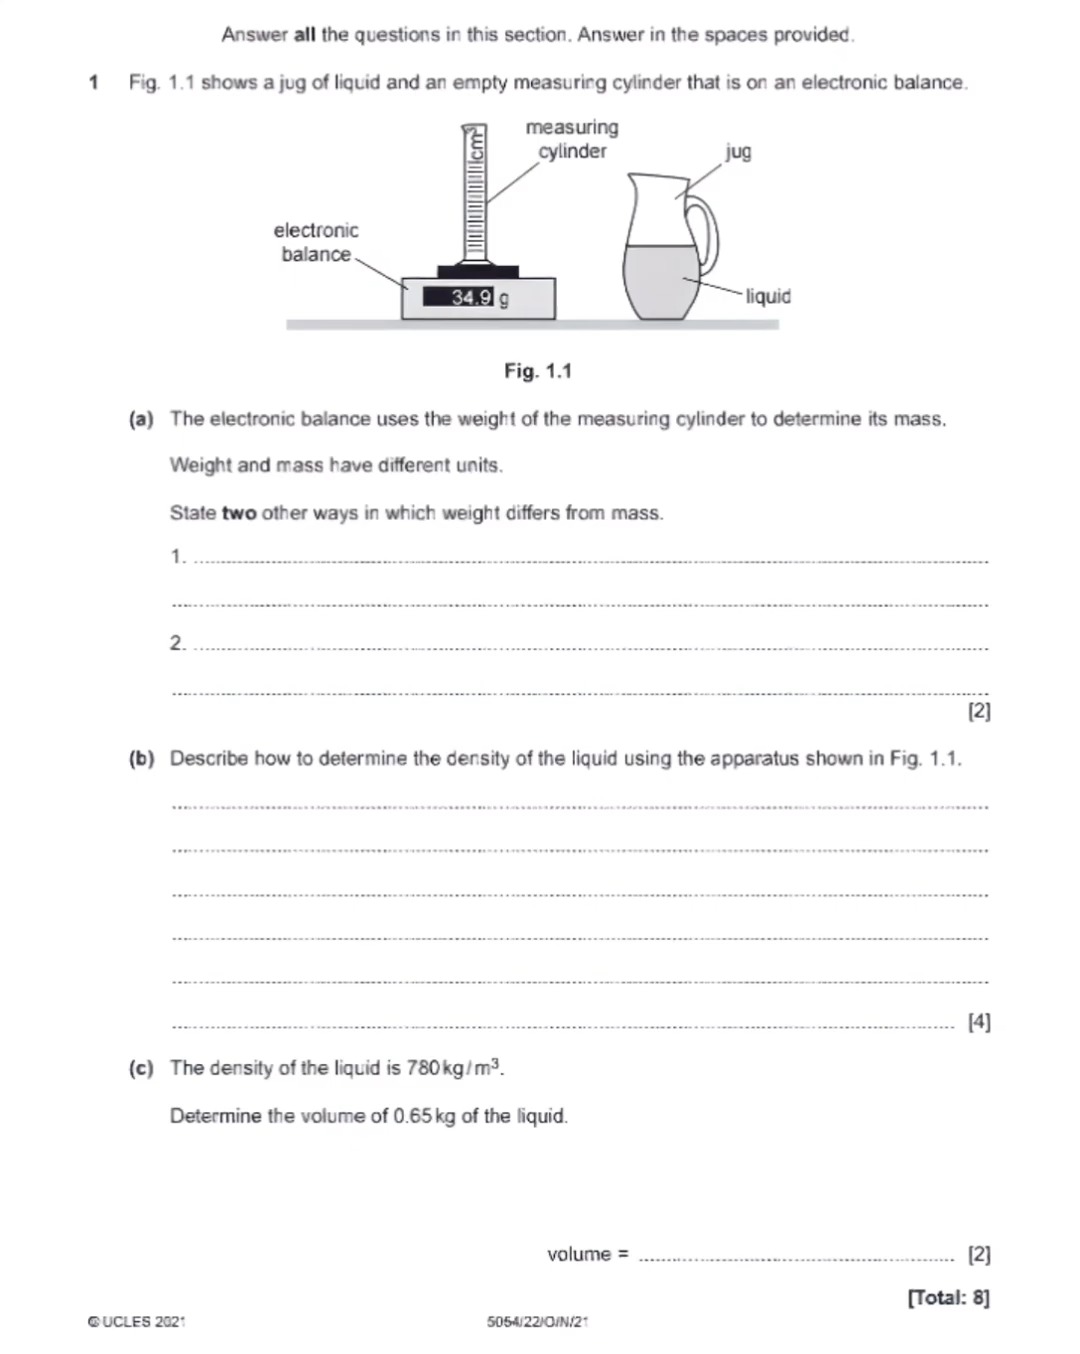 Answer all the questions in this section. Answer in the spaces provided.
1 Fig. 1.1 shows a jug of liquid and an empty measuring cylinder that is on an electronic balance.
measuring
cylinder
jug
cm³
electronic
balance
34.9 g
liquid
Fig. 1.1
(a) The electronic balance uses the weight of the measuring cylinder to determine its mass.
Weight and mass have different units.
State two other ways in which weight differs from mass.
1.
2.
[2]
(b) Describe how to determine the density of the liquid using the apparatus shown in Fig. 1.1.
[4]
(c) The density of the liquid is 780 kg/m³.
Determine the volume of 0.65 kg of the liquid.
volume = [2]
[Total: 8]
© UCLES 2021 5054/22/O/N/21